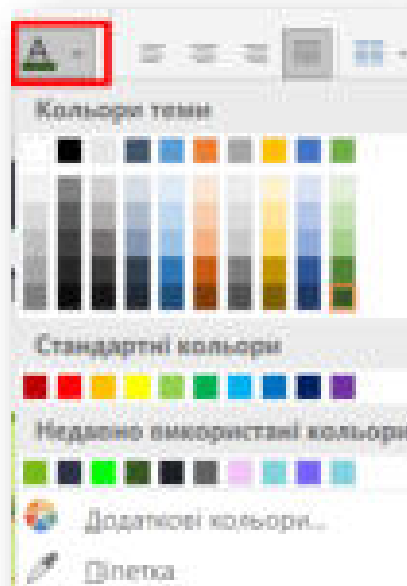 А
Кольори теми
Стандартні кольори
Недавно використані кольори
Додаткові кольори...
Піпетка